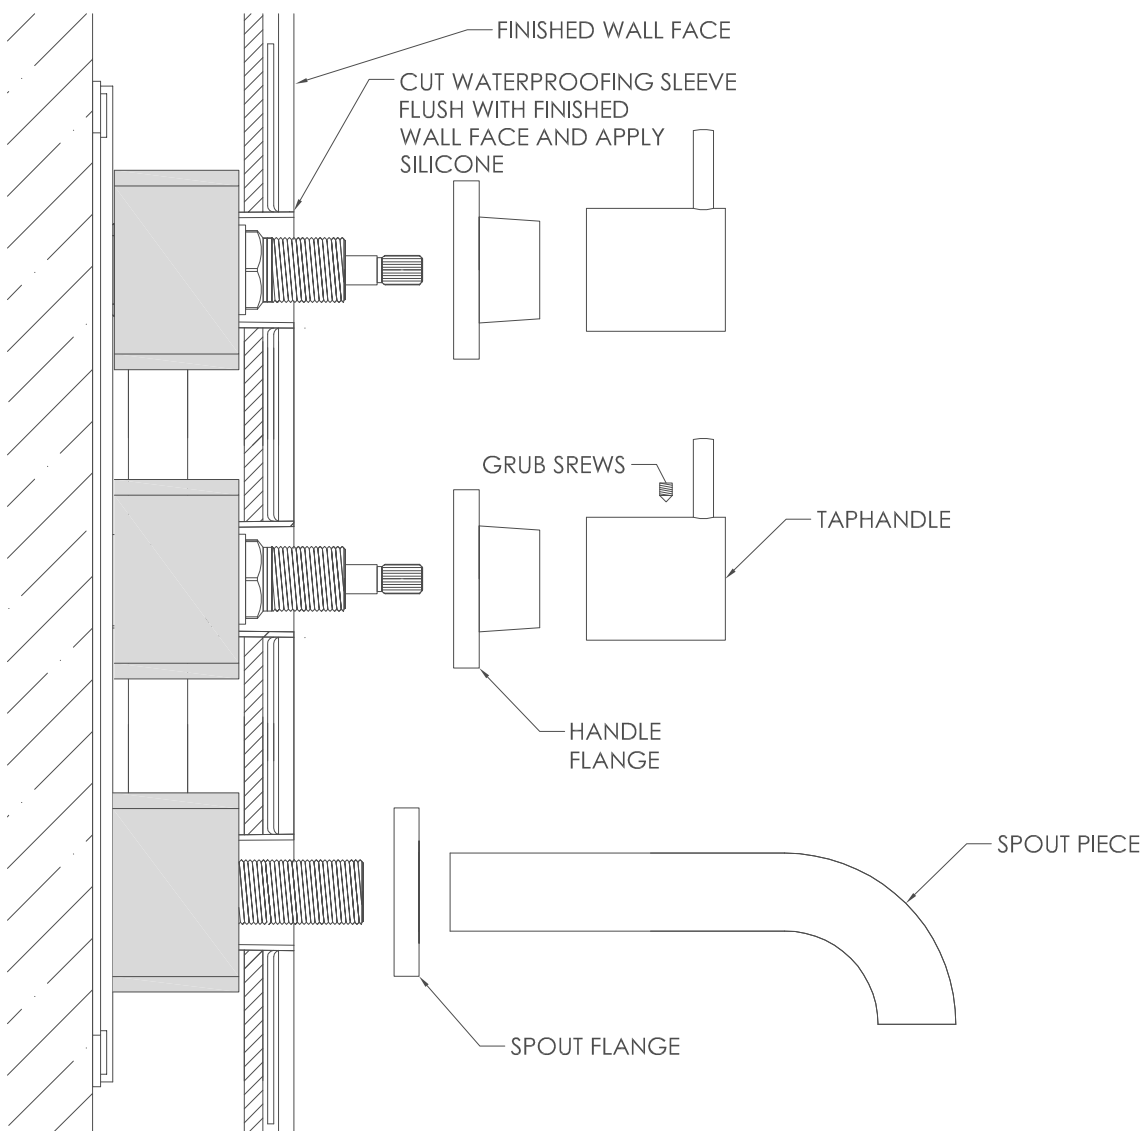 FINISHED WALL FACE
CUT WATERPROOFING SLEEVE
FLUSH WITH FINISHED
WALL FACE AND APPLY
SILICONE
GRUB SREWS
TAPHANDLE
HANDLE
FLANGE
SPOUT PIECE
SPOUT FLANGE